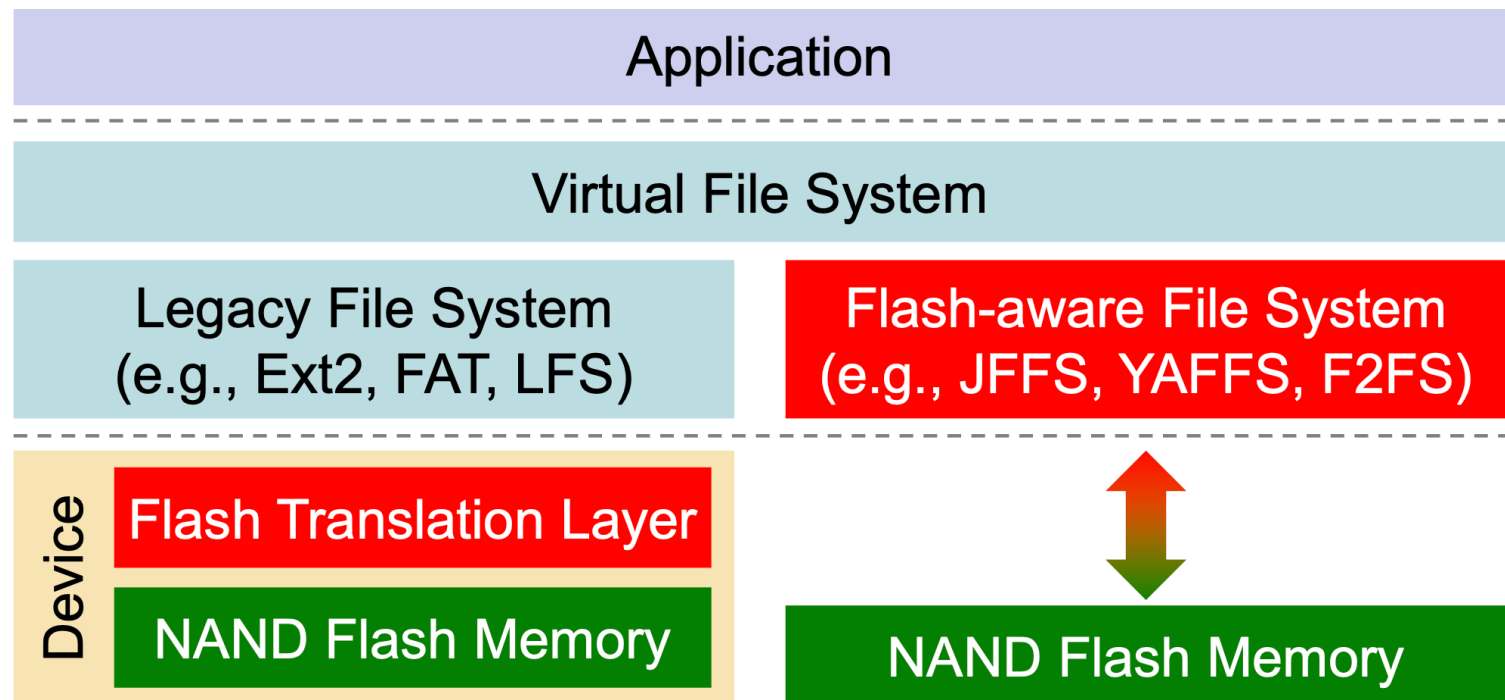 Application
Virtual File System
Legacy File System
(e.g., Ext2, FAT, LFS)
Flash-aware File System
(e.g., JFFS, YAFFS, F2FS)
Device
Flash Translation Layer
NAND Flash Memory
NAND Flash Memory